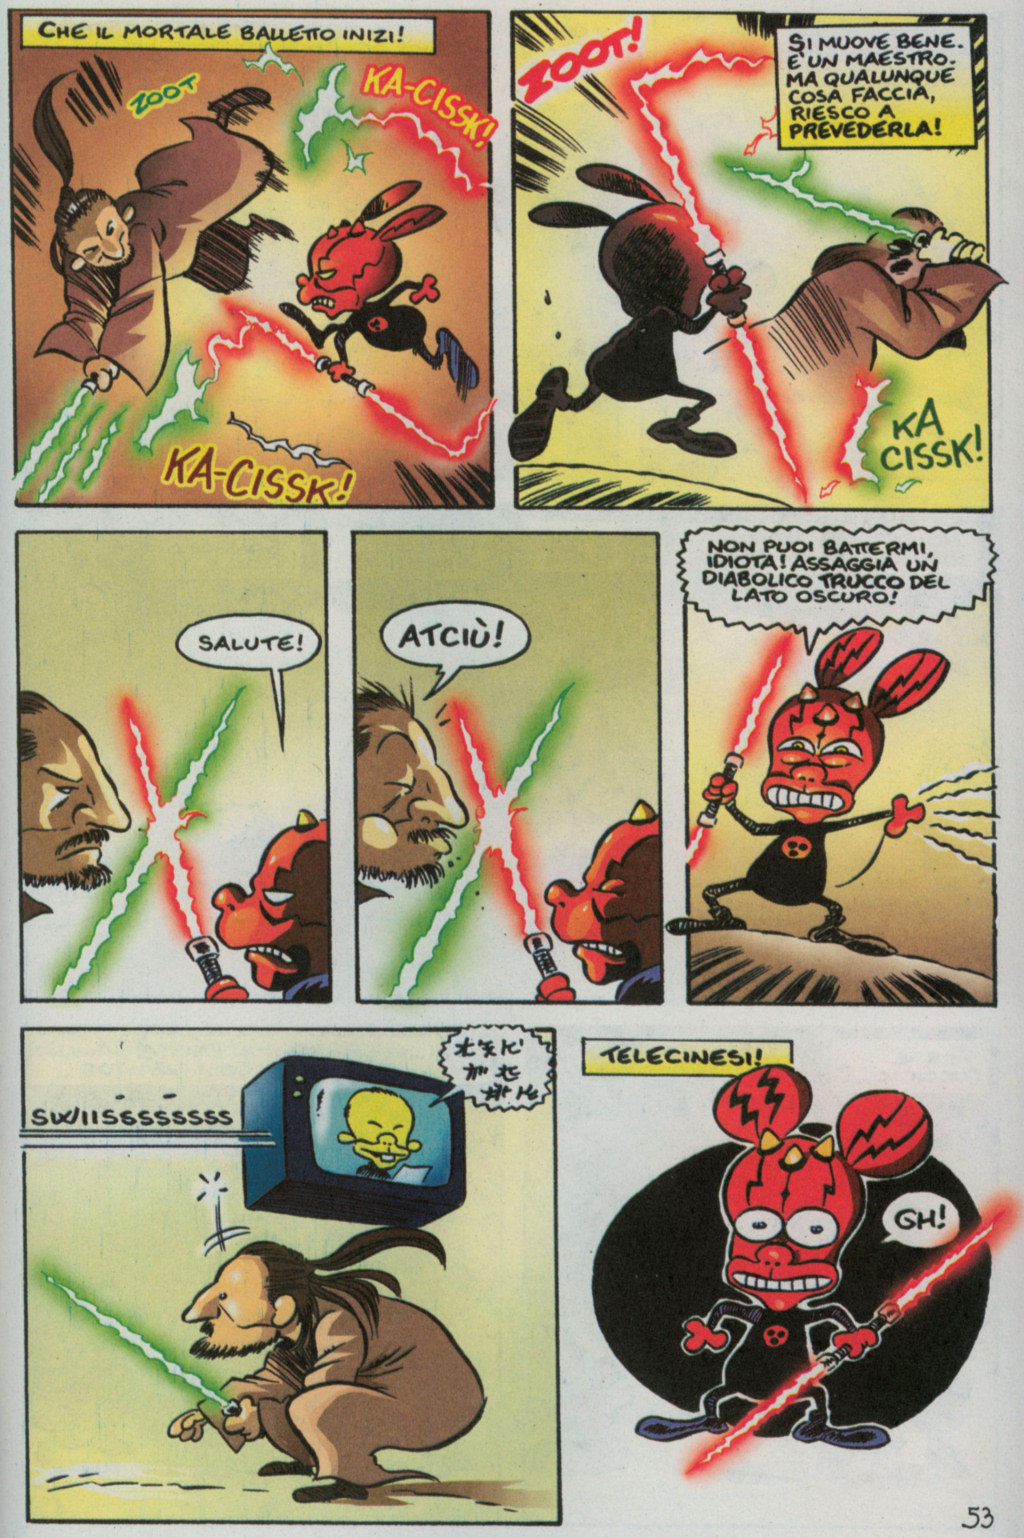 CHE IL MORTALE BALLETTO INIZI!
ZOOT
KA-CISSK!
KA-CISSK!
ZOOT!
SI MUOVE BENE.
È UN MAESTRO.
MA QUALUNQUE
COSA FACCIA,
RIESCO A
PREVEDERLA!
KA
CISSK!
SALUTE!
ATCIÙ!
NON PUOI BATTERMI,
IDIOTA! ASSAGGIA UN
DIABOLICO TRUCCO DEL
LATO OSCURO!
SWIISSSSSSSS
TELECINESI!
GH!
53